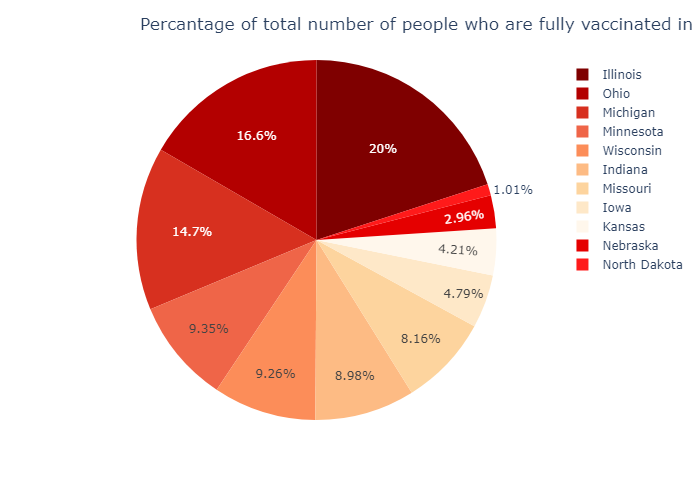 Percantage of total number of people who are fully vaccinated in
Illinois
Ohio
Michigan
Minnesota
Wisconsin
Indiana
Missouri
Iowa
Kansas
Nebraska
North Dakota
20%
16.6%
14.7%
9.35%
9.26%
8.98%
8.16%
4.79%
4.21%
2.96%
1.01%